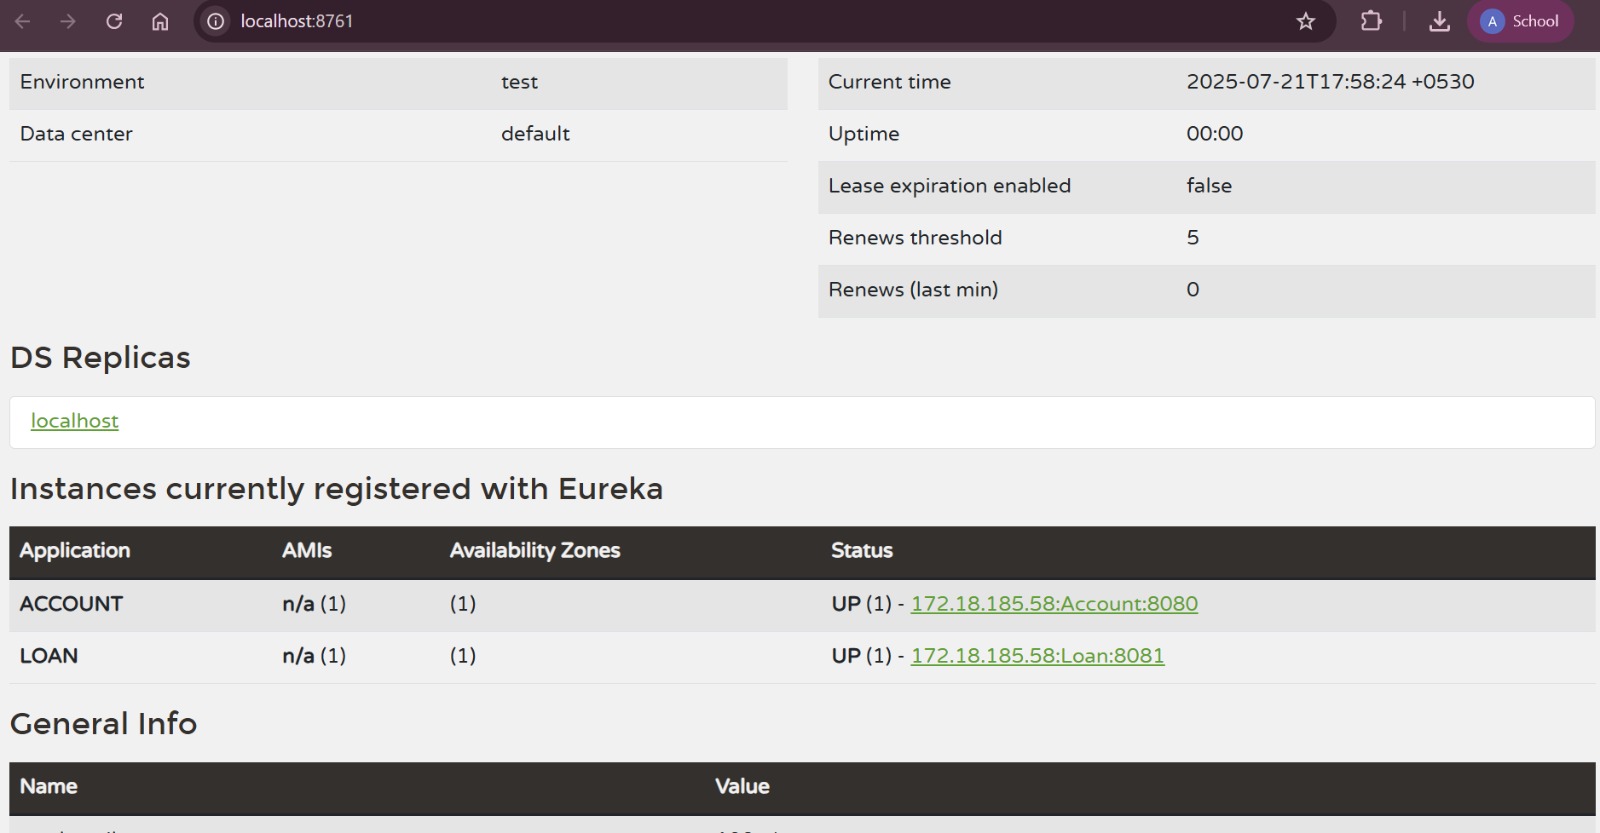 localhost:8761
A School
Environment test
Data center default
Current time 2025-07-21T17:58:24 +0530
Uptime 00:00
Lease expiration enabled false
Renews threshold 5
Renews (last min) 0
DS Replicas
localhost
Instances currently registered with Eureka
Application AMIs Availability Zones Status
ACCOUNT n/a (1) (1) UP (1) - 172.18.185.58:Account:8080
LOAN n/a (1) (1) UP (1) - 172.18.185.58:Loan:8081
General Info
Name Value